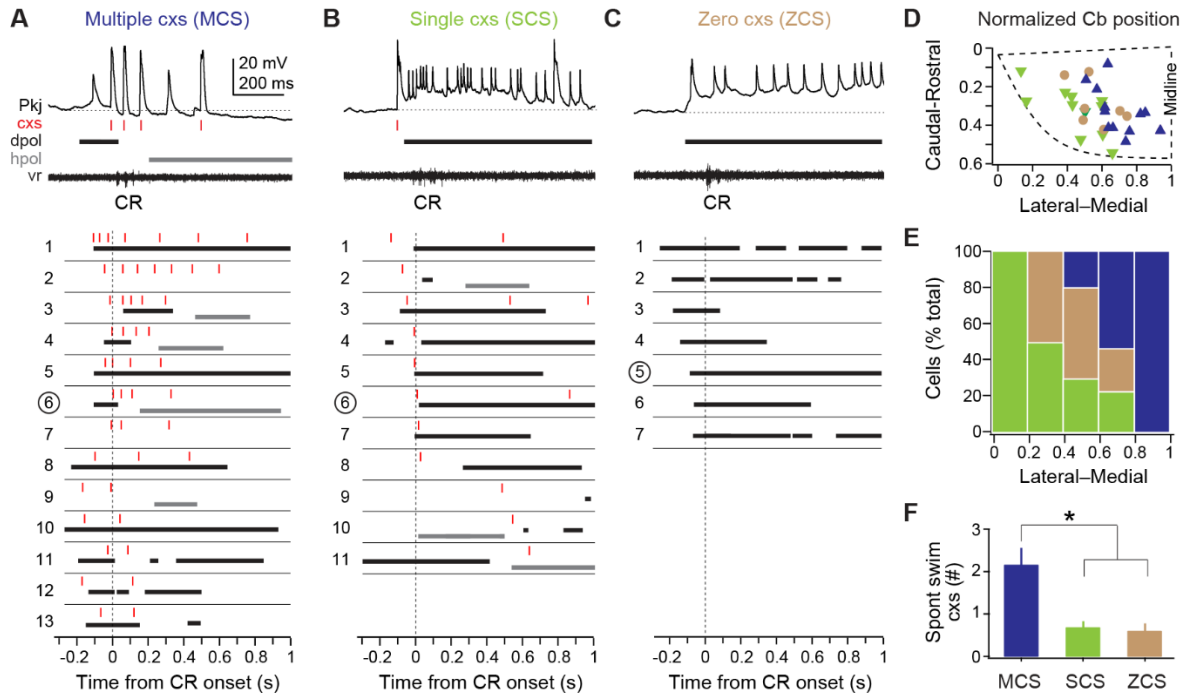 A Multiple cxs (MCS)
20 mV
200 ms
Pkj
cxs
dpol
hpol
vr
CR
1
2
3
4
5
6
7
8
9
10
11
12
13
-0.2 0 0.2 0.4 0.6 0.8 1
Time from CR onset (s)
B Single cxs (SCS)
CR
1
2
3
4
5
6
7
8
9
10
11
-0.2 0 0.2 0.4 0.6 0.8 1
Time from CR onset (s)
C Zero cxs (ZCS)
CR
1
2
3
4
5
6
7
-0.2 0 0.2 0.4 0.6 0.8 1
Time from CR onset (s)
D Normalized Cb position
Caudal-Rostral
0
0.2
0.4
0.6
Midline
0 0.2 0.4 0.6 0.8 1
Lateral–Medial
E
Cells (% total)
100
80
60
40
20
0
0 0.2 0.4 0.6 0.8 1
Lateral–Medial
F
Spont swim
cxs (#)
3
2
1
0
*
MCS SCS ZCS